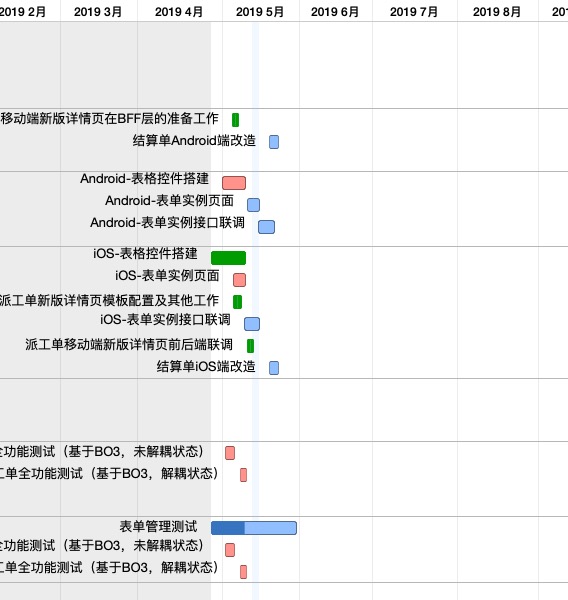 2019 2月 2019 3月 2019 4月 2019 5月 2019 6月 2019 7月 2019 8月 201
移动端新版详情页在BFF层的准备工作
结算单Android端改造
Android-表格控件搭建
Android-表单实例页面
Android-表单实例接口联调
iOS-表格控件搭建
iOS-表单实例页面
派工单新版详情页模板配置及其他工作
iOS-表单实例接口联调
派工单移动端新版详情页前后端联调
结算单iOS端改造
全功能测试（基于BO3，未解耦状态）
工单全功能测试（基于BO3，解耦状态）
表单管理测试
全功能测试（基于BO3，未解耦状态）
工单全功能测试（基于BO3，解耦状态）